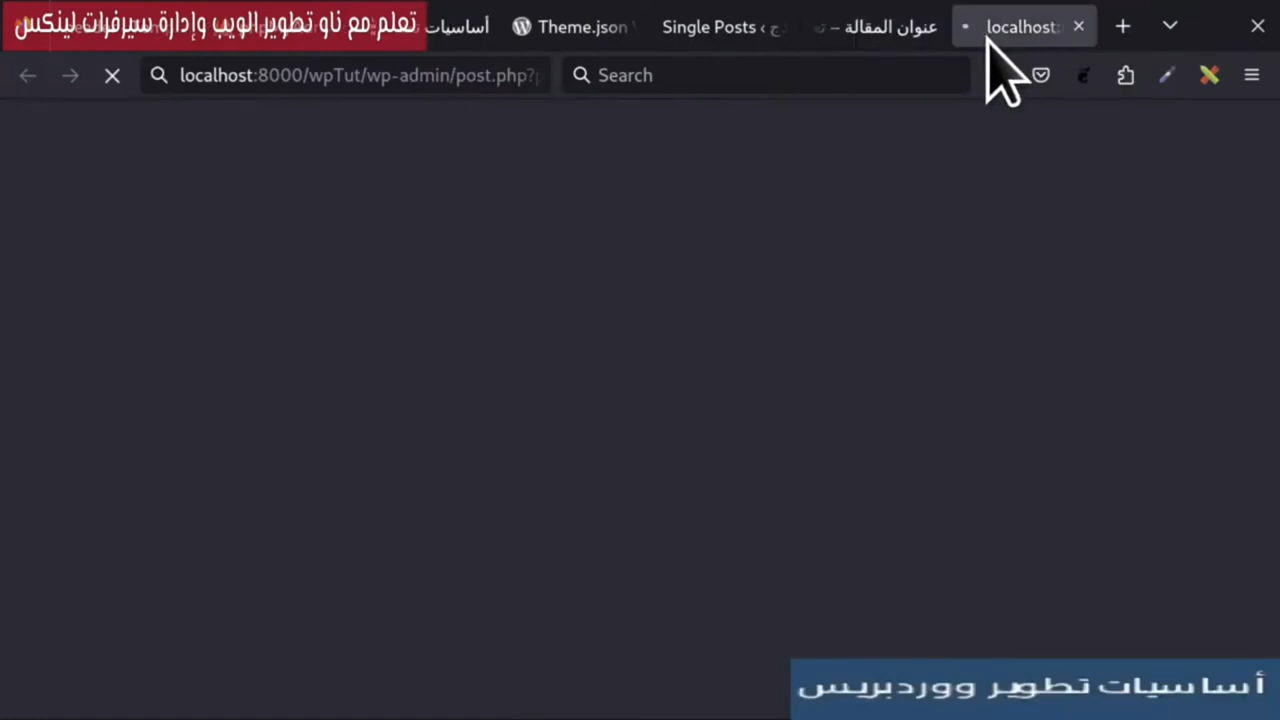 تعلم مع ناو تطوير الويب وإدارة سيرفرات لينكس
أساسيات
Theme.json
Single Posts ‹
عنوان المقالة –
localhost:
localhost:8000/wpTut/wp-admin/post.php?
Search
أساسيات تطوير ووردبريس